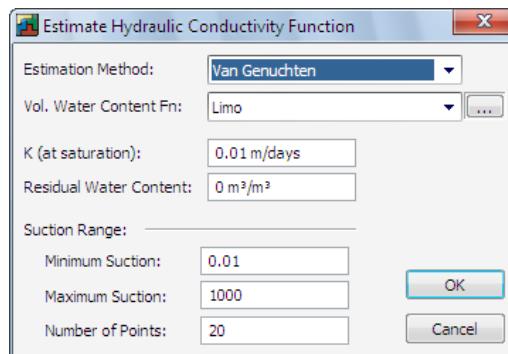 Estimate Hydraulic Conductivity Function
Estimation Method: Van Genuchten
Vol. Water Content Fn: Limo ...
K (at saturation): 0.01 m/days
Residual Water Content: 0 m³/m³
Suction Range:
Minimum Suction: 0.01
Maximum Suction: 1000 OK
Number of Points: 20 Cancel